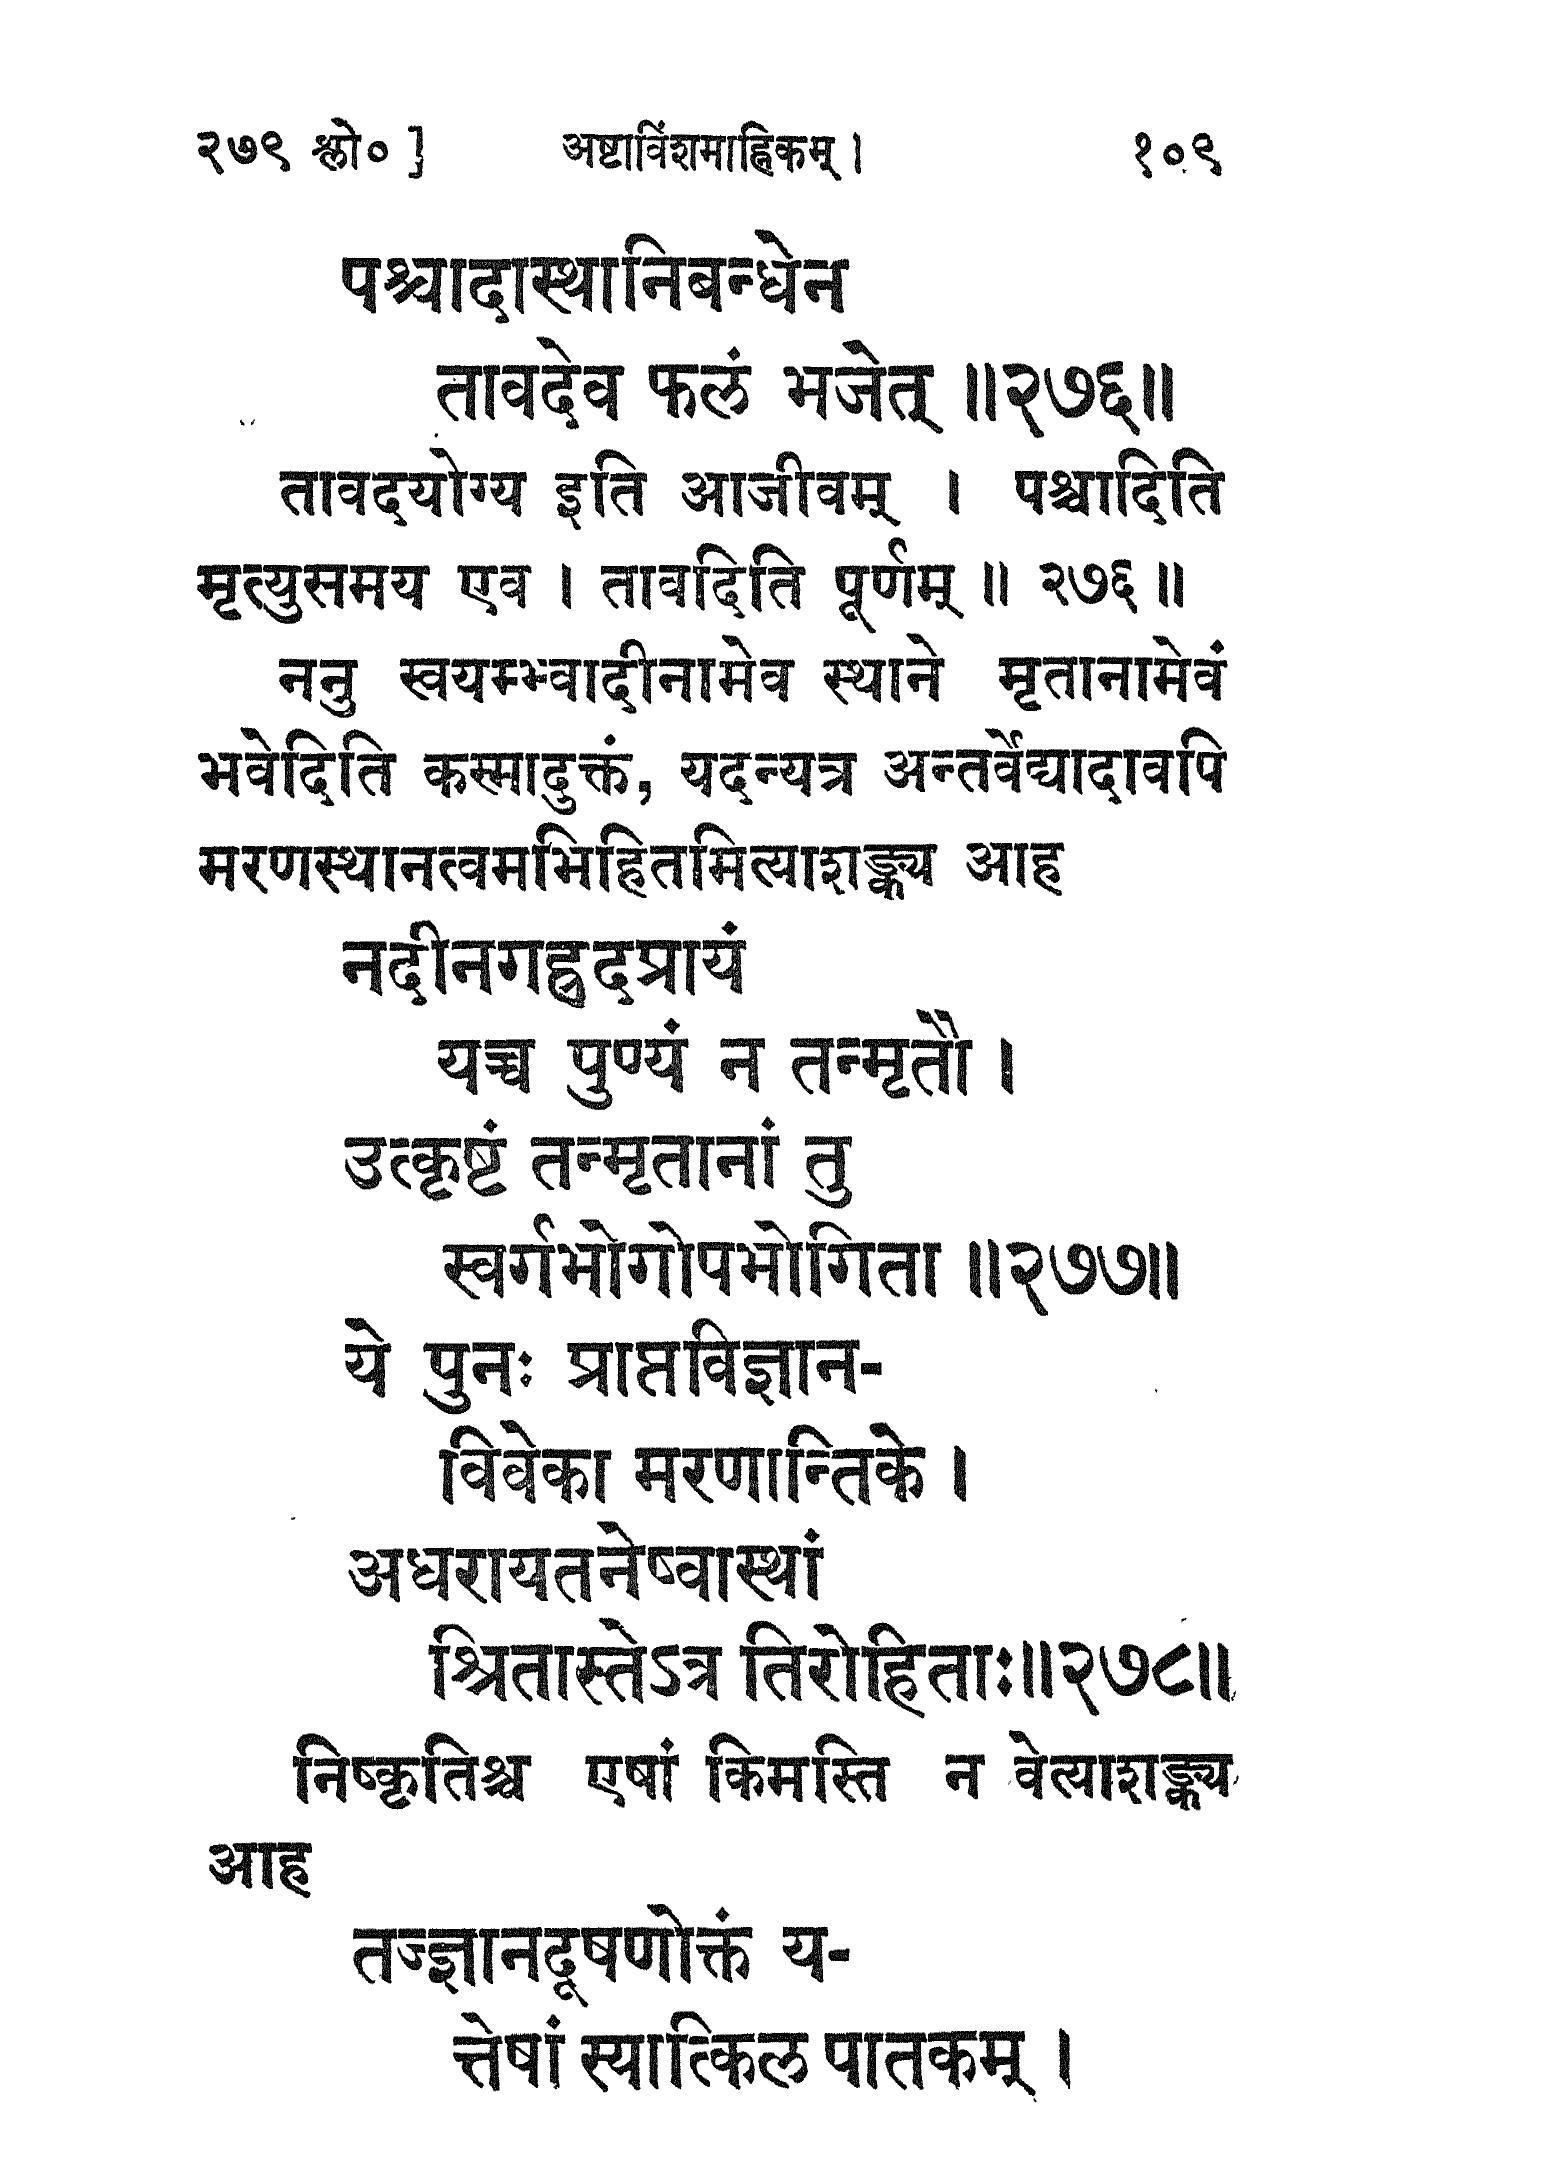 २७९ श्लो० ] अष्टाविंशमाह्निकम् । १०९
पश्चादास्थानिबन्धेन
तावदेव फलं भजेत् ॥२७६॥
तावदयोग्य इति आजीवम् । पश्चादिति
मृत्युसमय एव । तावदिति पूर्णम् ॥ २७६ ॥
ननु स्वयम्भ्वादीनामेव स्थाने मृतानामेवं
भवेदिति कस्मादुक्तं, यदन्यत्र अन्तर्वेद्यादावपि
मरणस्थानत्वमभिहितमित्याशङ्क्य आह
नदीनगह्रदप्रायं
यच्च पुण्यं न तन्मृतौ ।
उत्कृष्टं तन्मृतानां तु
स्वर्गभोगोपभोगिता ॥२७७॥
ये पुनः प्राप्तविज्ञान-
विवेका मरणान्तिके ।
अधरायतनेष्वास्थां
श्रितास्तेऽत्र तिरोहिताः॥२७८॥
निष्कृतिश्च एषां किमस्ति न वेत्याशङ्क्य
आह
तज्ज्ञानदूषणोक्तं य-
त्तेषां स्यात्किल पातकम् ।